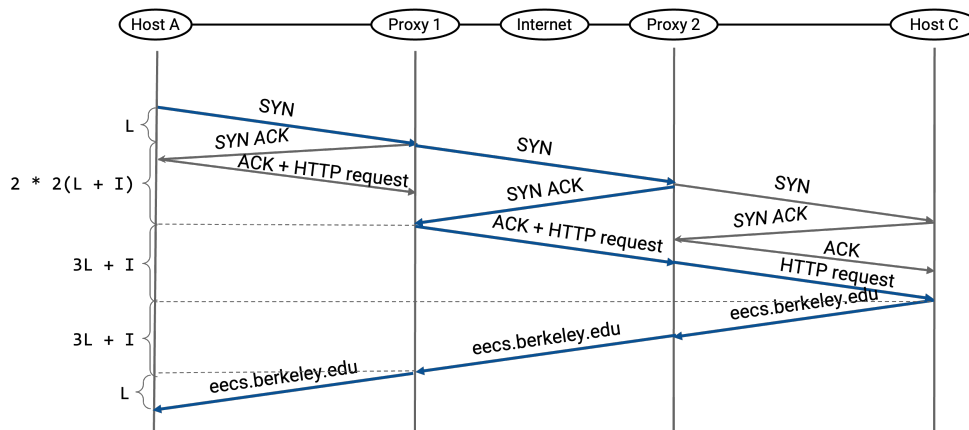 Host A
Proxy 1
Internet
Proxy 2
Host C
SYN
L
SYN ACK
SYN
ACK + HTTP request
2 * 2(L + I)
SYN ACK
SYN
SYN ACK
ACK + HTTP request
ACK
3L + I
HTTP request
eecs.berkeley.edu
3L + I
eecs.berkeley.edu
eecs.berkeley.edu
L